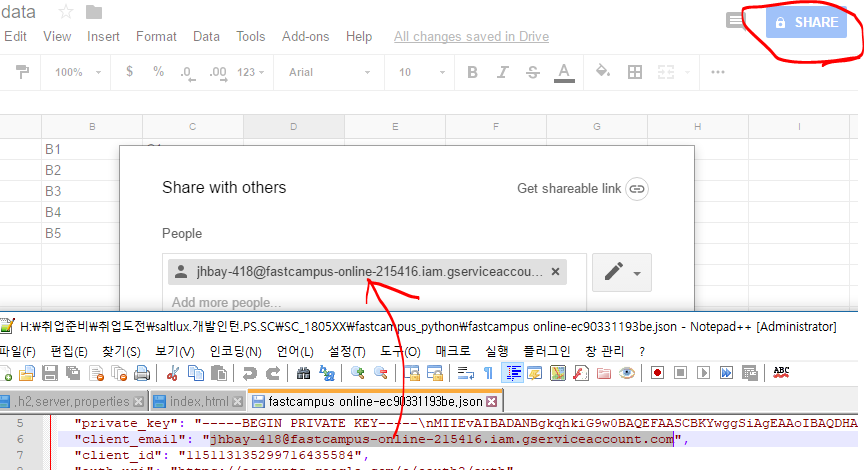 data
SHARE
Edit View Insert Format Data Tools Add-ons Help All changes saved in Drive
100% $ % .0 .00 123 Arial 10 B I S A
B C D E F G H I
B1
B2
B3
B4
B5
Share with others Get shareable link
People
jhbay-418@fastcampus-online-215416.iam.gserviceaccou...
Add more people...
H:₩취업준비₩취업도전₩saltlux.개발인턴.PS.SC₩SC_1805XX₩fastcampus_python₩fastcampus online-ec90331193be.json - Notepad++ [Administrator]
파일(F) 편집(E) 찾기(S) 보기(V) 인코딩(N) 언어(L) 설정(T) 도구(O) 매크로 실행 플러그인 창 관리 ?
,h2,server,properties index,html fastcampus online-ec90331193be,json
5 "private_key": "-----BEGIN PRIVATE KEY-----\nMIIEvAIBADANBgkqhkiG9w0BAQEFAASCBKYwggSiAgEAAoIBAQDHA
6 "client_email": "jhbay-418@fastcampus-online-215416.iam.gserviceaccount.com",
7 "client_id": "115113135299716435584",